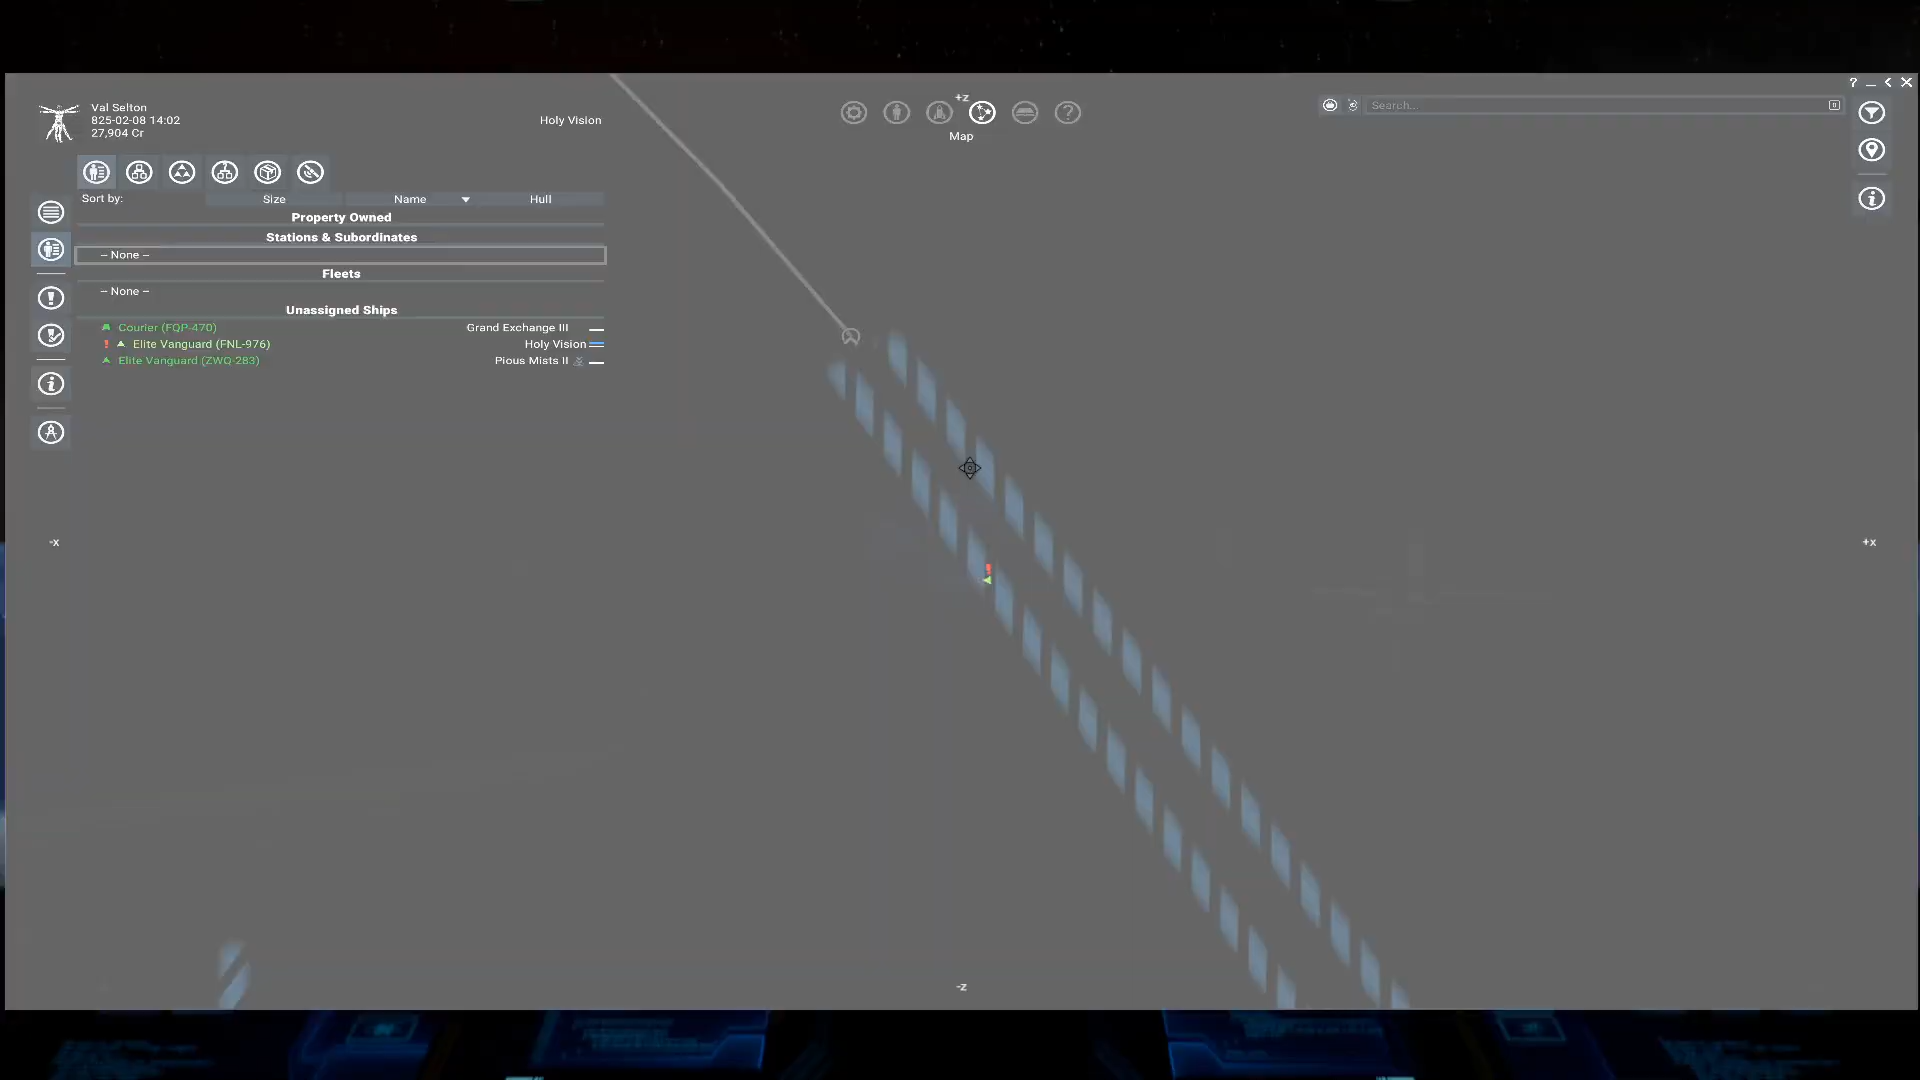 Val Selton
825-02-08 14:02
27,904 Cr
Holy Vision
+z
Map
Search...
Sort by:
Size
Name
Hull
Property Owned
Stations & Subordinates
-- None --
Fleets
-- None --
Unassigned Ships
Courier (FQP-470) Grand Exchange III
! Elite Vanguard (FNL-976) Holy Vision
Elite Vanguard (ZWQ-283) Pious Mists II
-x
+x
-z